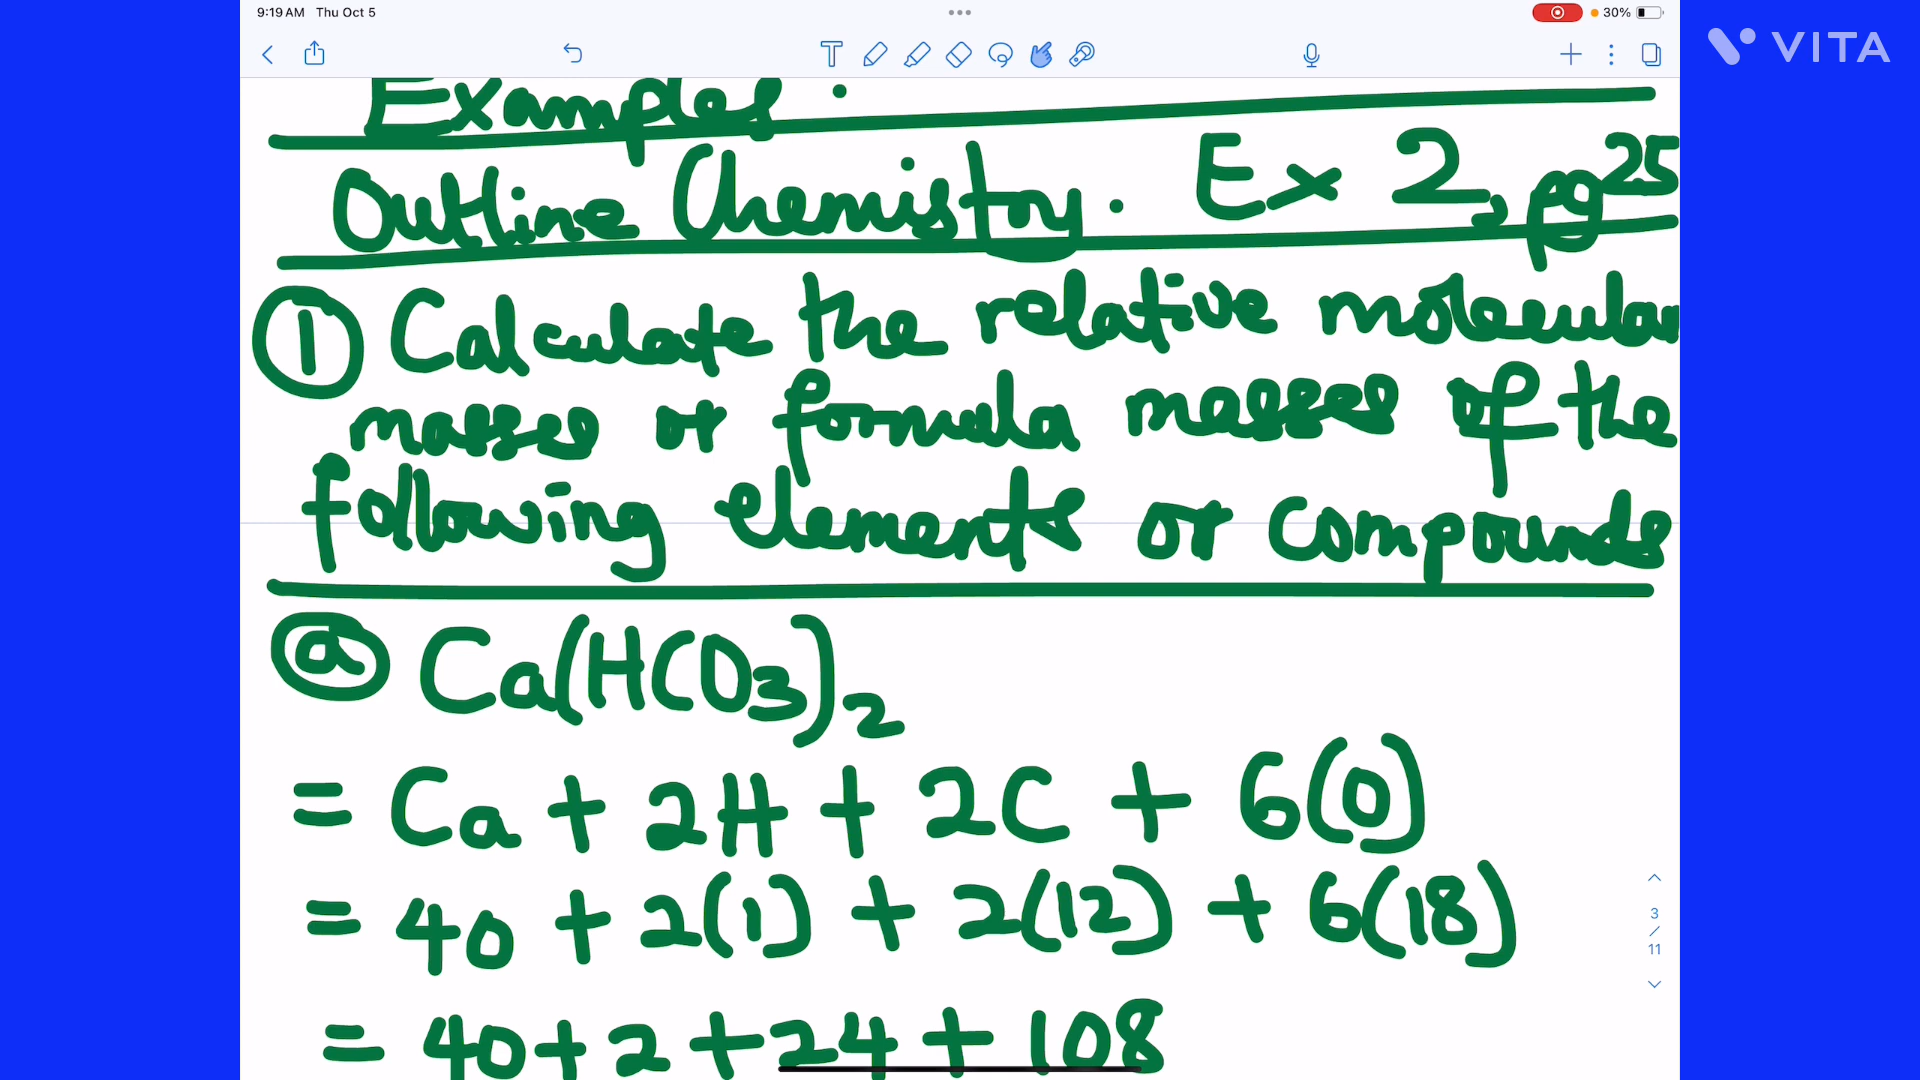 9:19 AM Thu Oct 5
30%
VITA
Examples:
Outline Chemistry. Ex 2, pg 25
① Calculate the relative molecular
masses or formula masses of the
following elements or compounds
ⓐ Ca(HCO₃)₂
= Ca + 2H + 2C + 6(O)
= 40 + 2(1) + 2(12) + 6(18)
= 40 + 2 + 24 + 108
3
/
11